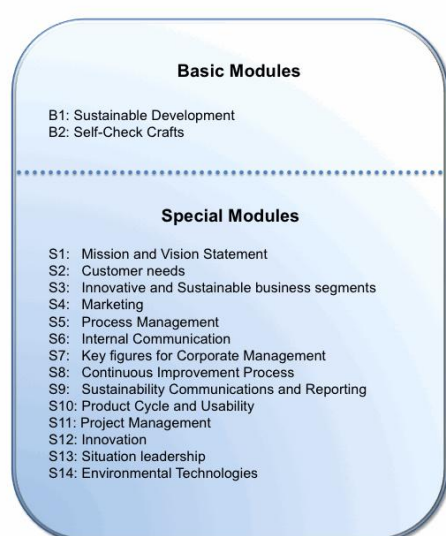 Basic Modules
B1: Sustainable Development
B2: Self-Check Crafts
Special Modules
S1: Mission and Vision Statement
S2: Customer needs
S3: Innovative and Sustainable business segments
S4: Marketing
S5: Process Management
S6: Internal Communication
S7: Key figures for Corporate Management
S8: Continuous Improvement Process
S9: Sustainability Communications and Reporting
S10: Product Cycle and Usability
S11: Project Management
S12: Innovation
S13: Situation leadership
S14: Environmental Technologies